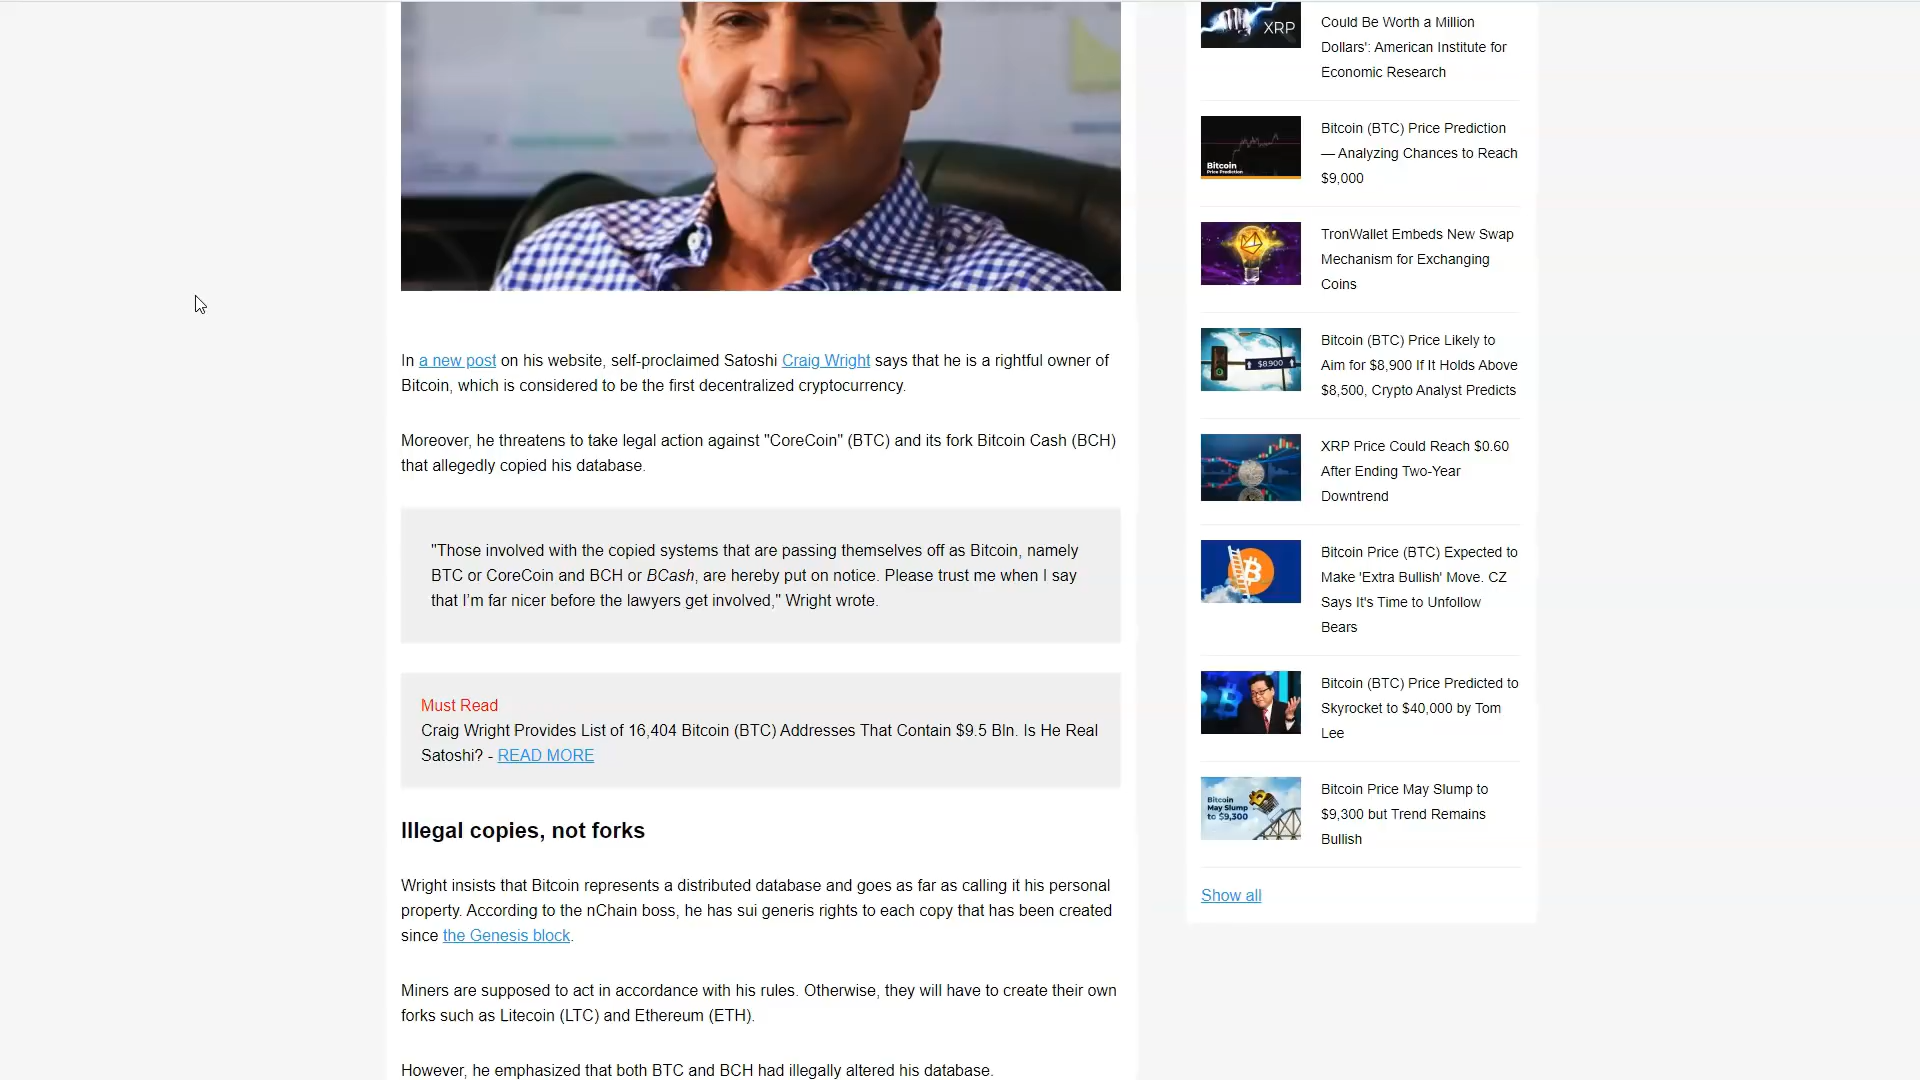 In a new post on his website, self-proclaimed Satoshi Craig Wright says that he is a rightful owner of
Bitcoin, which is considered to be the first decentralized cryptocurrency.
Moreover, he threatens to take legal action against "CoreCoin" (BTC) and its fork Bitcoin Cash (BCH)
that allegedly copied his database.
"Those involved with the copied systems that are passing themselves off as Bitcoin, namely
BTC or CoreCoin and BCH or BCash, are hereby put on notice. Please trust me when I say
that I’m far nicer before the lawyers get involved," Wright wrote.
Must Read
Craig Wright Provides List of 16,404 Bitcoin (BTC) Addresses That Contain $9.5 Bln. Is He Real
Satoshi? - READ MORE
Illegal copies, not forks
Wright insists that Bitcoin represents a distributed database and goes as far as calling it his personal
property. According to the nChain boss, he has sui generis rights to each copy that has been created
since the Genesis block.
Miners are supposed to act in accordance with his rules. Otherwise, they will have to create their own
forks such as Litecoin (LTC) and Ethereum (ETH).
However, he emphasized that both BTC and BCH had illegally altered his database.
XRP
Could Be Worth a Million
Dollars': American Institute for
Economic Research
Bitcoin
Price Prediction
Bitcoin (BTC) Price Prediction
— Analyzing Chances to Reach
$9,000
TronWallet Embeds New Swap
Mechanism for Exchanging
Coins
$8,900
Bitcoin (BTC) Price Likely to
Aim for $8,900 If It Holds Above
$8,500, Crypto Analyst Predicts
XRP Price Could Reach $0.60
After Ending Two-Year
Downtrend
Bitcoin Price (BTC) Expected to
Make 'Extra Bullish' Move. CZ
Says It's Time to Unfollow
Bears
Bitcoin (BTC) Price Predicted to
Skyrocket to $40,000 by Tom
Lee
Bitcoin
May Slump
to $9,300
Bitcoin Price May Slump to
$9,300 but Trend Remains
Bullish
Show all